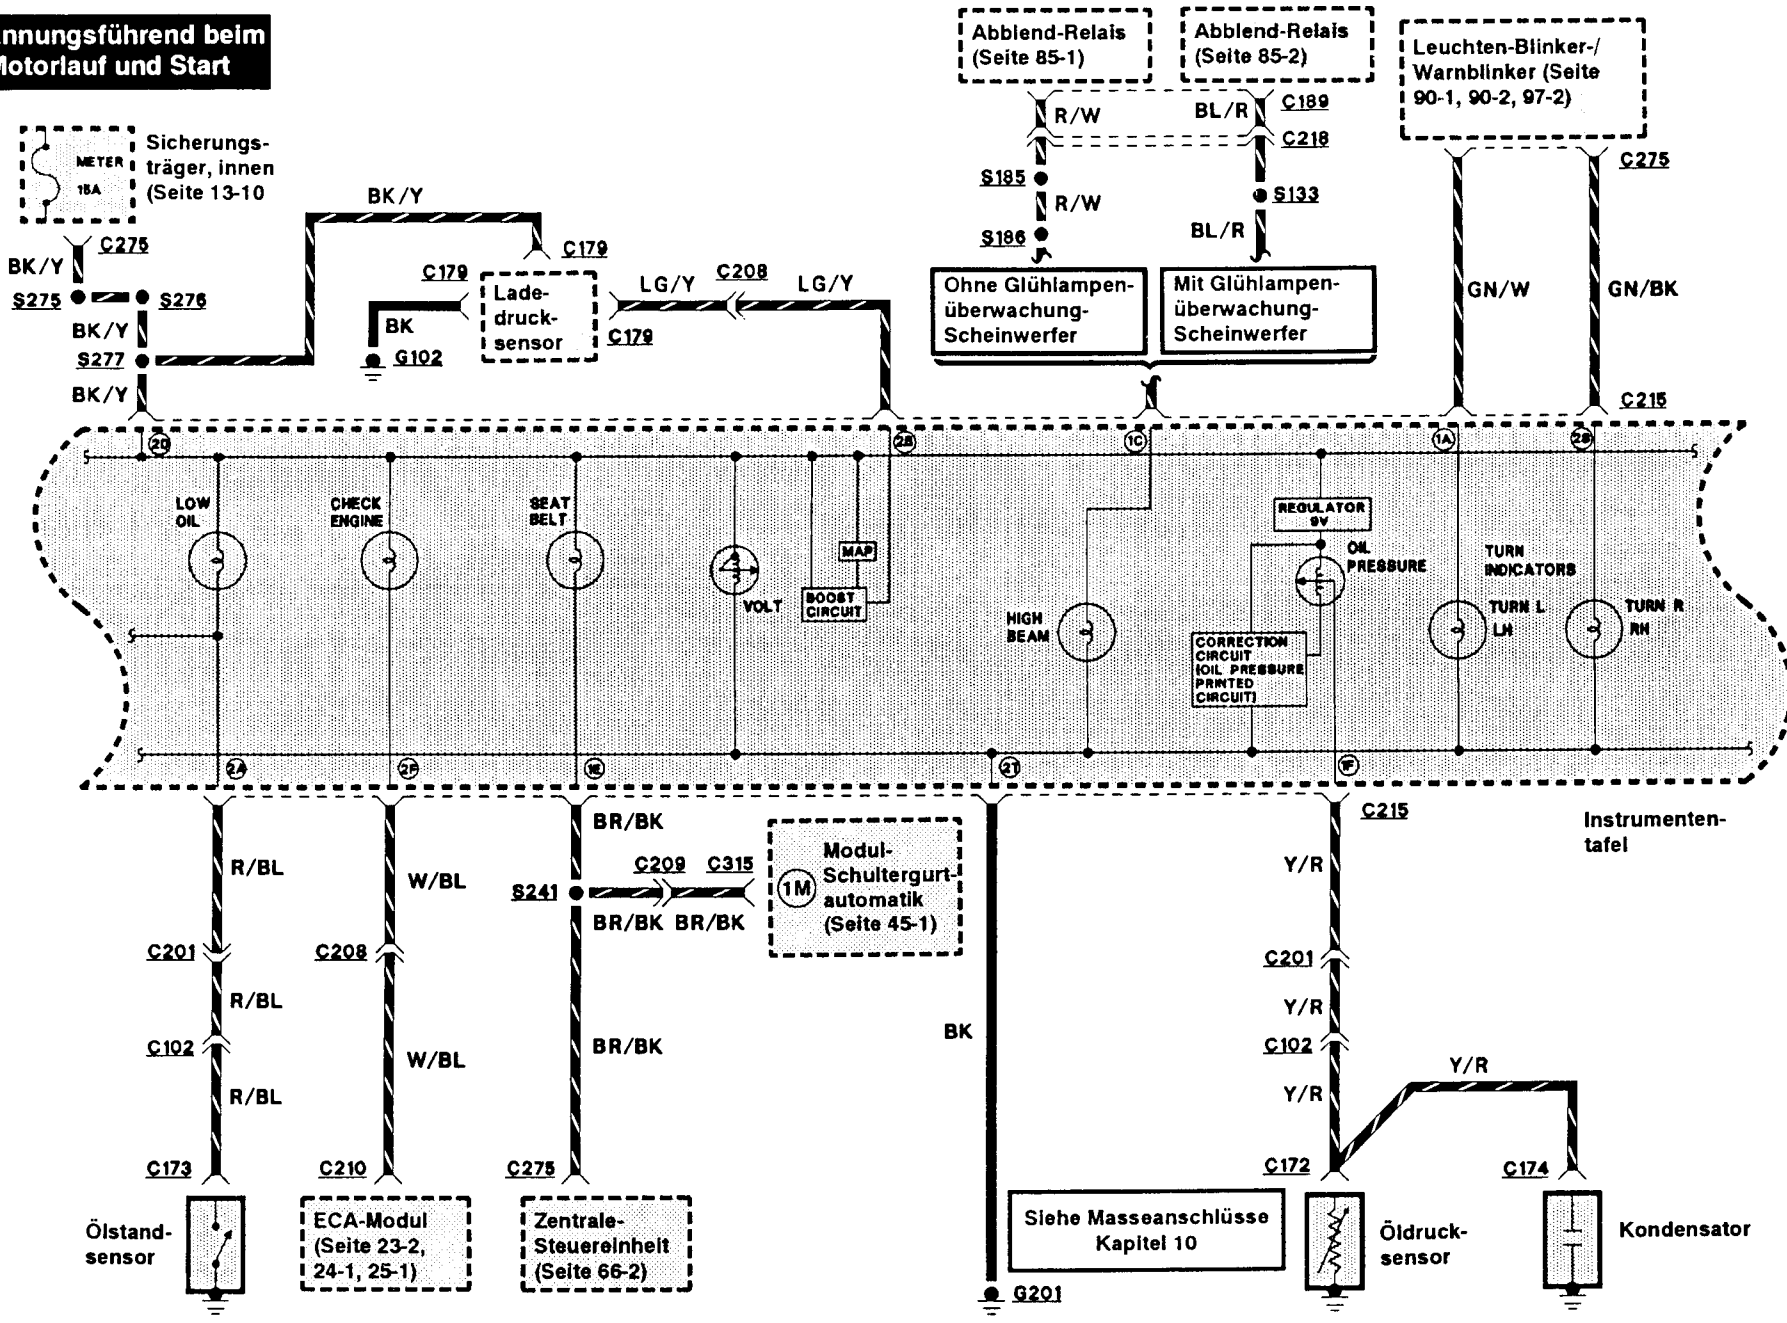 nnungsführend beim
Motorlauf und Start
METER
15A
Sicherungs-
träger, innen
(Seite 13-10
C275
BK/Y
S275
S276
BK/Y
S277
BK/Y
BK/Y
C179
C179
BK
G102
Lade-
druck-
sensor
C179
LG/Y
C208
LG/Y
Abblend-Relais
(Seite 85-1)
Abblend-Relais
(Seite 85-2)
Leuchten-Blinker-/
Warnblinker (Seite
90-1, 90-2, 97-2)
R/W
BL/R
C189
C218
S185
R/W
S186
S133
BL/R
C275
GN/W
GN/BK
C215
Ohne Glühlampen-
überwachung-
Scheinwerfer
Mit Glühlampen-
überwachung-
Scheinwerfer
2D
1C
1A
LOW
OIL
CHECK
ENGINE
SEAT
BELT
VOLT
MAP
BOOST
CIRCUIT
HIGH
BEAM
REGULATOR
9V
OIL
PRESSURE
CORRECTION
CIRCUIT
(OIL PRESSURE
PRINTED
CIRCUIT)
TURN
INDICATORS
TURN L
LH
TURN R
RH
2A
2F
1E
2T
1F
Instrumenten-
tafel
C215
R/BL
C201
R/BL
C102
R/BL
C173
Ölstand-
sensor
W/BL
C208
W/BL
C210
ECA-Modul
(Seite 23-2,
24-1, 25-1)
BR/BK
S241
C209
C315
BR/BK
BR/BK
1M
Modul-
Schultergurt-
automatik
(Seite 45-1)
BR/BK
C275
Zentrale-
Steuereinheit
(Seite 66-2)
BK
G201
Siehe Masseanschlüsse
Kapitel 10
Y/R
C201
Y/R
C102
Y/R
Y/R
C172
Öldruck-
sensor
C174
Kondensator